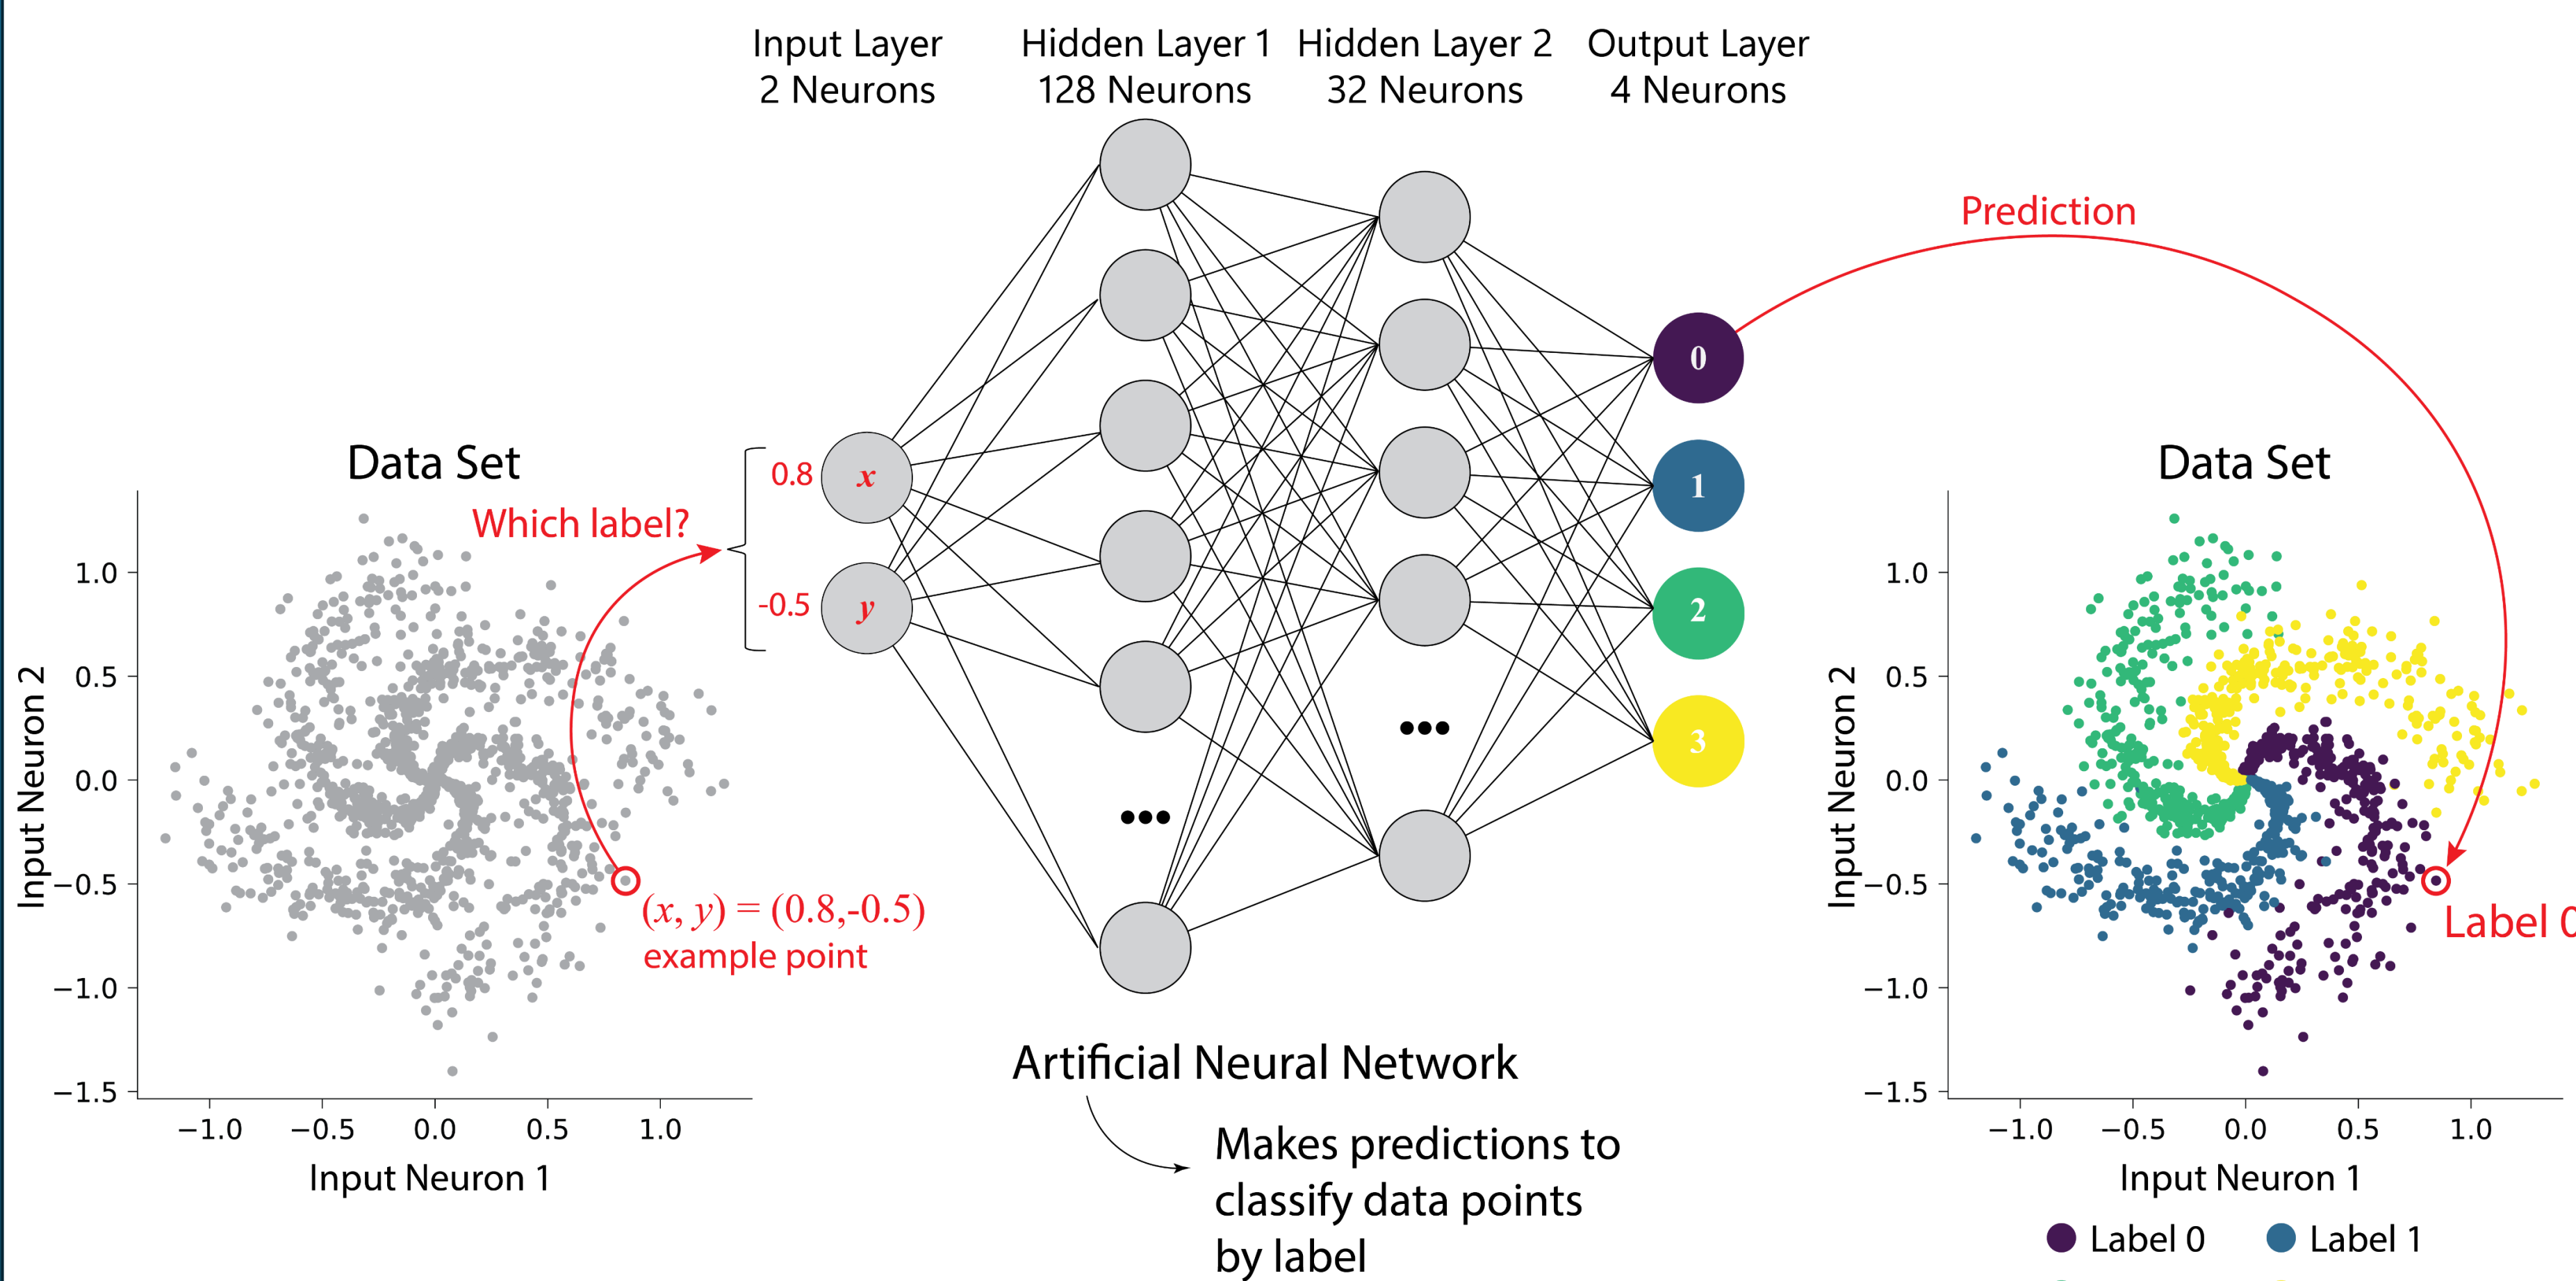 Input Layer
2 Neurons
Hidden Layer 1
128 Neurons
Hidden Layer 2
32 Neurons
Output Layer
4 Neurons
Data Set
Which label?
1.0
0.5
0.0
−0.5
−1.0
−1.5
Input Neuron 2
−1.0
−0.5
0.0
0.5
1.0
Input Neuron 1
(x, y) = (0.8,-0.5)
example point
0.8
x
-0.5
y
0
1
2
3
Artificial Neural Network
Makes predictions to
classify data points
by label
Prediction
Data Set
1.0
0.5
0.0
−0.5
−1.0
−1.5
Input Neuron 2
Label 0
−1.0
−0.5
0.0
0.5
1.0
Input Neuron 1
Label 0
Label 1